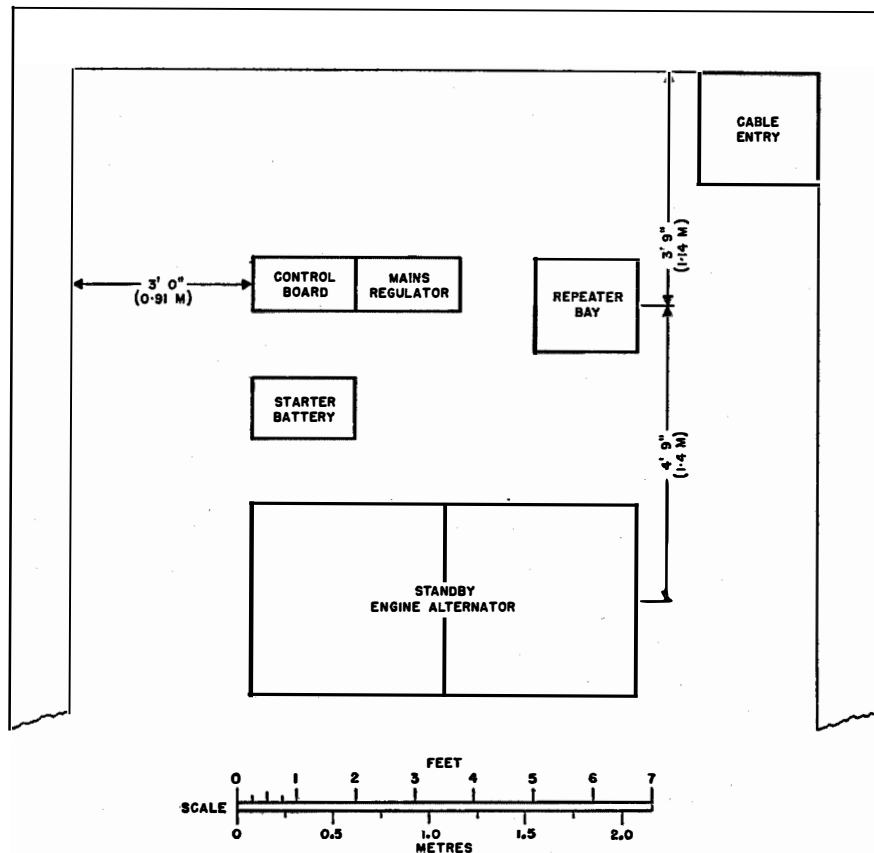 CABLE
ENTRY
3' 9"
(1·14 M)
3' 0"
(0·91 M)
CONTROL
BOARD
MAINS
REGULATOR
REPEATER
BAY
STARTER
BATTERY
4' 9"
(1·4 M)
STANDBY
ENGINE ALTERNATOR
FEET
0 1 2 3 4 5 6 7
SCALE
0 0.5 1.0 1.5 2.0
METRES